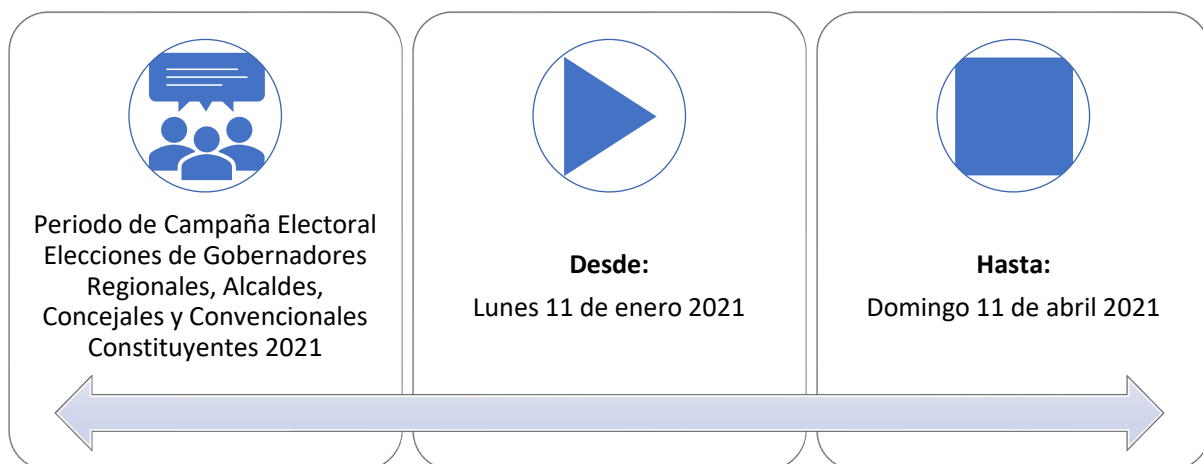 Periodo de Campaña Electoral
Elecciones de Gobernadores
Regionales, Alcaldes,
Concejales y Convencionales
Constituyentes 2021
Desde:
Lunes 11 de enero 2021
Hasta:
Domingo 11 de abril 2021